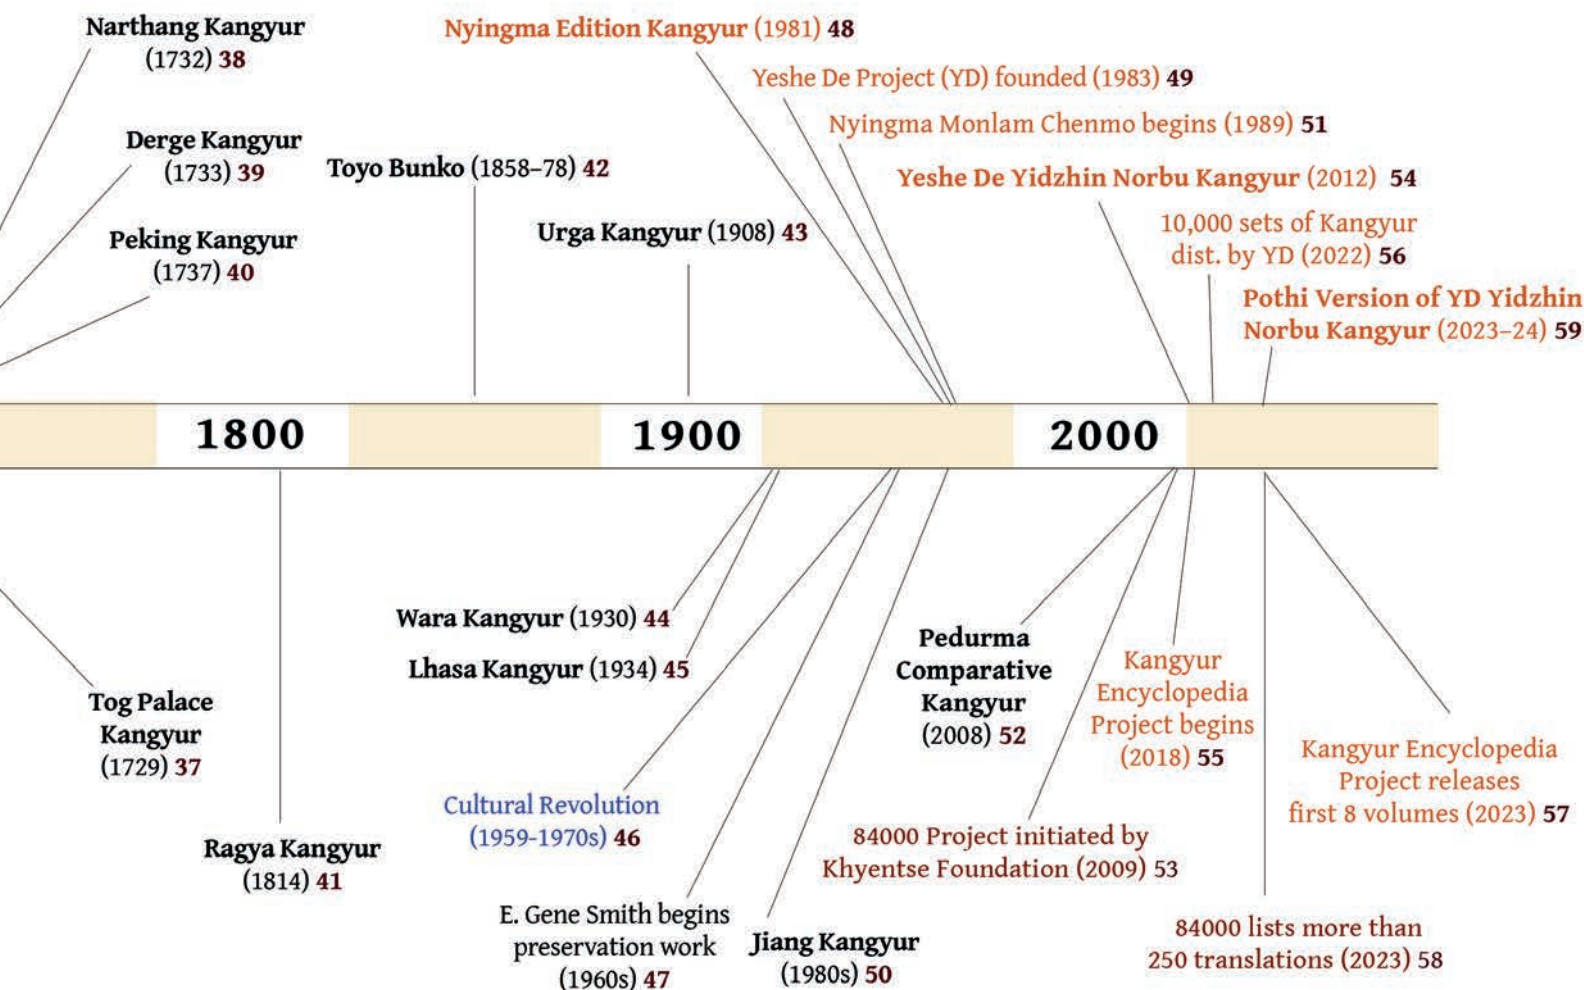 Narthang Kangyur
(1732) 38
Nyingma Edition Kangyur (1981) 48
Yeshe De Project (YD) founded (1983) 49
Nyingma Monlam Chenmo begins (1989) 51
Derge Kangyur
(1733) 39
Toyo Bunko (1858–78) 42
Yeshe De Yidzhin Norbu Kangyur (2012) 54
Peking Kangyur
(1737) 40
Urga Kangyur (1908) 43
10,000 sets of Kangyur
dist. by YD (2022) 56
Pothi Version of YD Yidzhin
Norbu Kangyur (2023–24) 59
1800
1900
2000
Wara Kangyur (1930) 44
Lhasa Kangyur (1934) 45
Pedurma
Comparative
Kangyur
(2008) 52
Kangyur
Encyclopedia
Project begins
(2018) 55
Tog Palace
Kangyur
(1729) 37
Kangyur Encyclopedia
Project releases
first 8 volumes (2023) 57
Cultural Revolution
(1959-1970s) 46
84000 Project initiated by
Khyentse Foundation (2009) 53
Ragya Kangyur
(1814) 41
E. Gene Smith begins
preservation work
(1960s) 47
Jiang Kangyur
(1980s) 50
84000 lists more than
250 translations (2023) 58